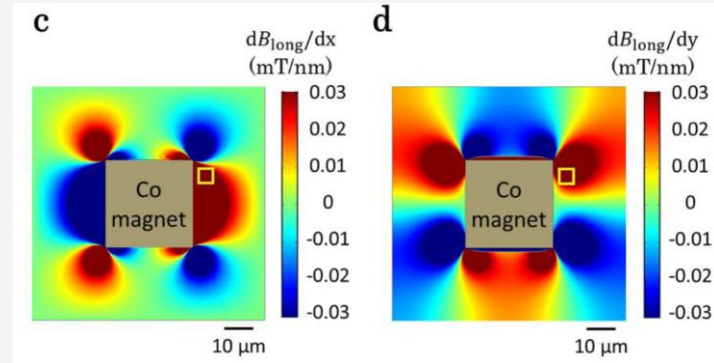 c
dB_long/dx
(mT/nm)
0.03
0.02
0.01
0
-0.01
-0.02
-0.03
Co
magnet
10 μm
d
dB_long/dy
(mT/nm)
0.03
0.02
0.01
0
-0.01
-0.02
-0.03
Co
magnet
10 μm